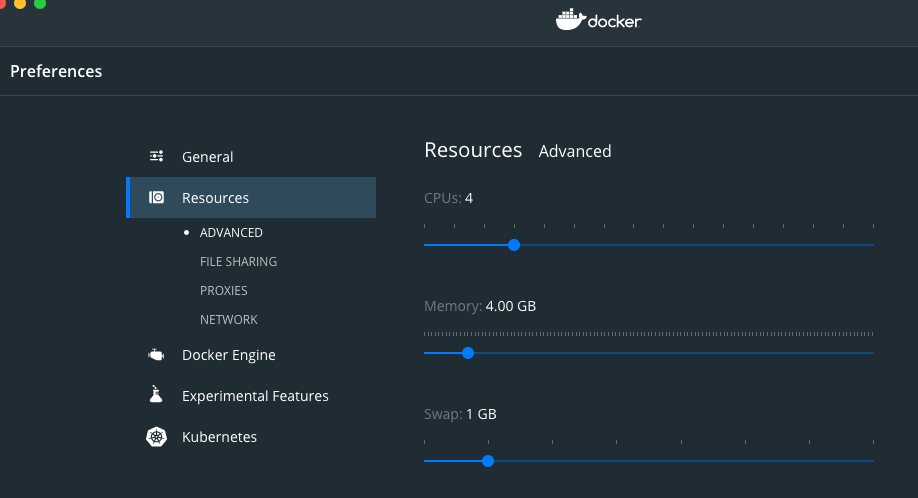 docker
Preferences
General
Resources
ADVANCED
FILE SHARING
PROXIES
NETWORK
Docker Engine
Experimental Features
Kubernetes
Resources Advanced
CPUs: 4
Memory: 4.00 GB
Swap: 1 GB